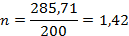 n = 285,71 / 200 = 1,42